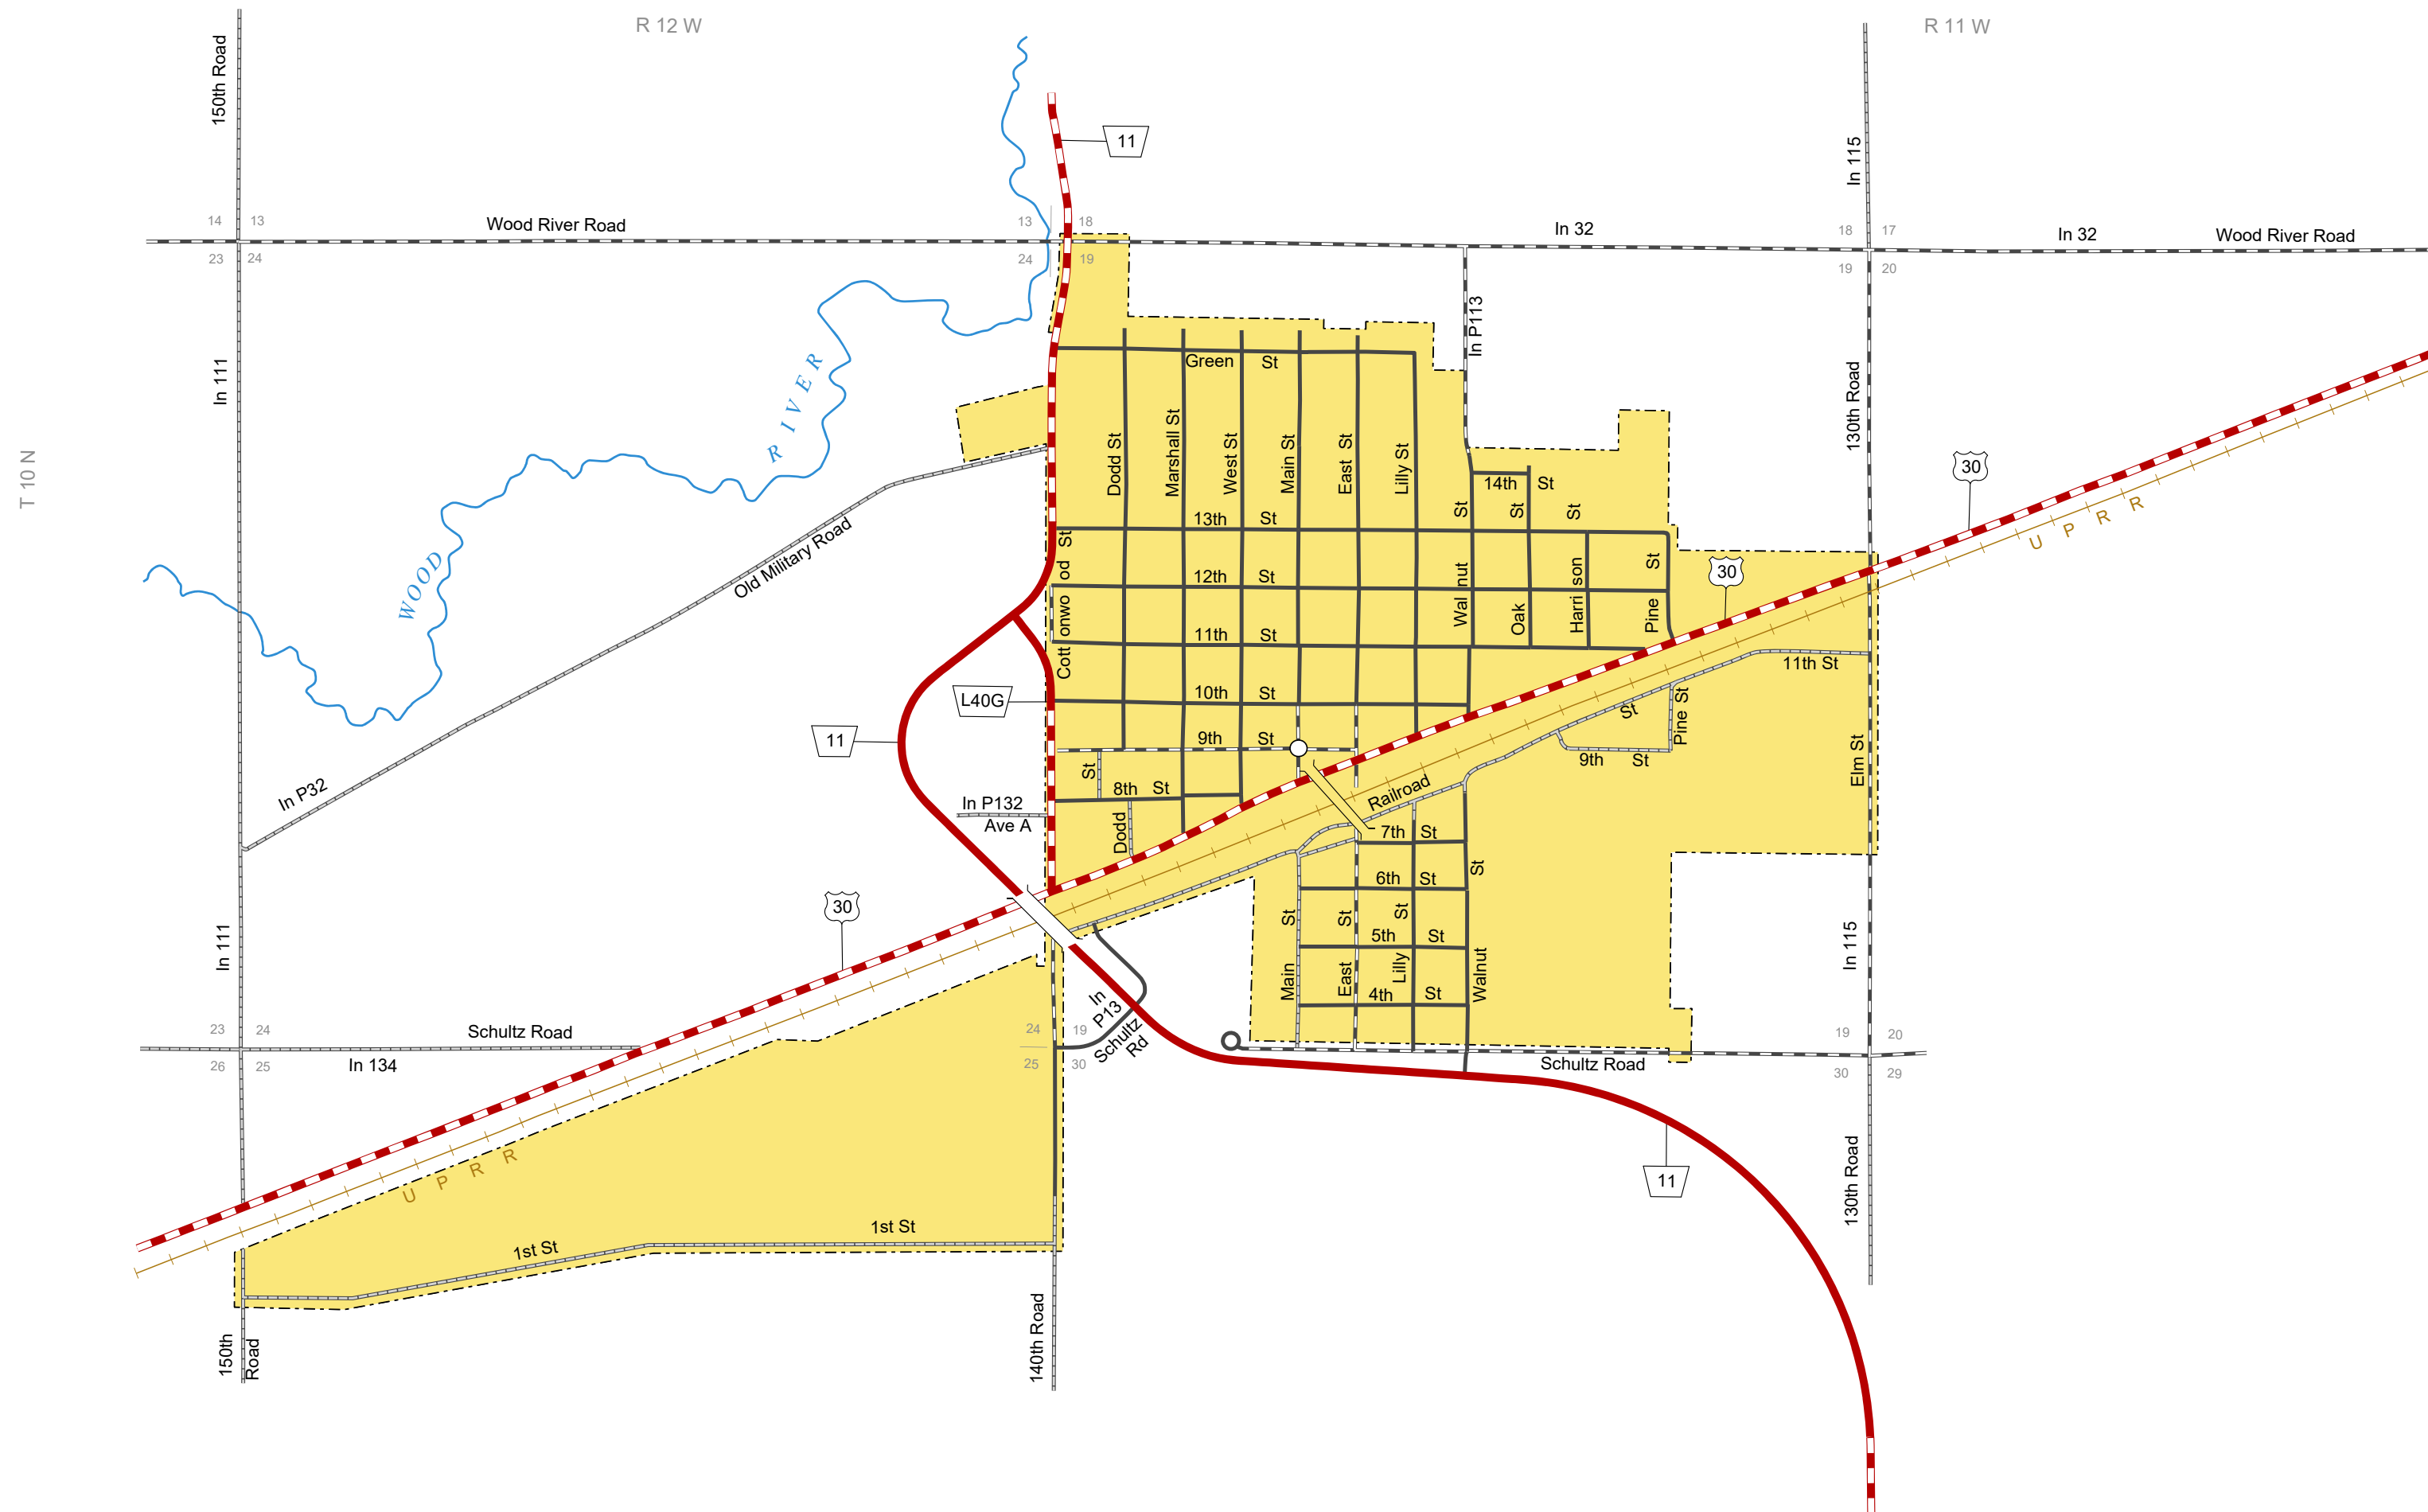 R 12 W
R 11 W
150th Road
11
In 115
14
13
Wood River Road
13
18
In 32
18
17
In 32
Wood River Road
23
24
24
19
19
20
In P113
In 111
Green St
130th Road
RIVER
T 10 N
Dodd St
Marshall St
West St
Main St
East St
Lilly St
30
14th St
St
St
St
13th St
U P R R
Old Military Road
St
od
onwo
Cott
12th St
Wal nut
Oak
Harri son
Pine St
30
WOOD
11th St
11th St
L40G
10th St
St
Pine St
11
9th St
9th St
Elm St
St
8th St
Railroad
In P32
In P132
Ave A
Dodd
7th St
St
6th St
30
In 111
St
St
St
5th St
In 115
Main
East
Lilly
Walnut
4th St
In
P13
Schultz
Rd
23
24
Schultz Road
24
19
19
20
26
25
In 134
25
30
Schultz Road
30
29
U P R R
11
130th Road
1st St
1st St
150th
Road
140th Road